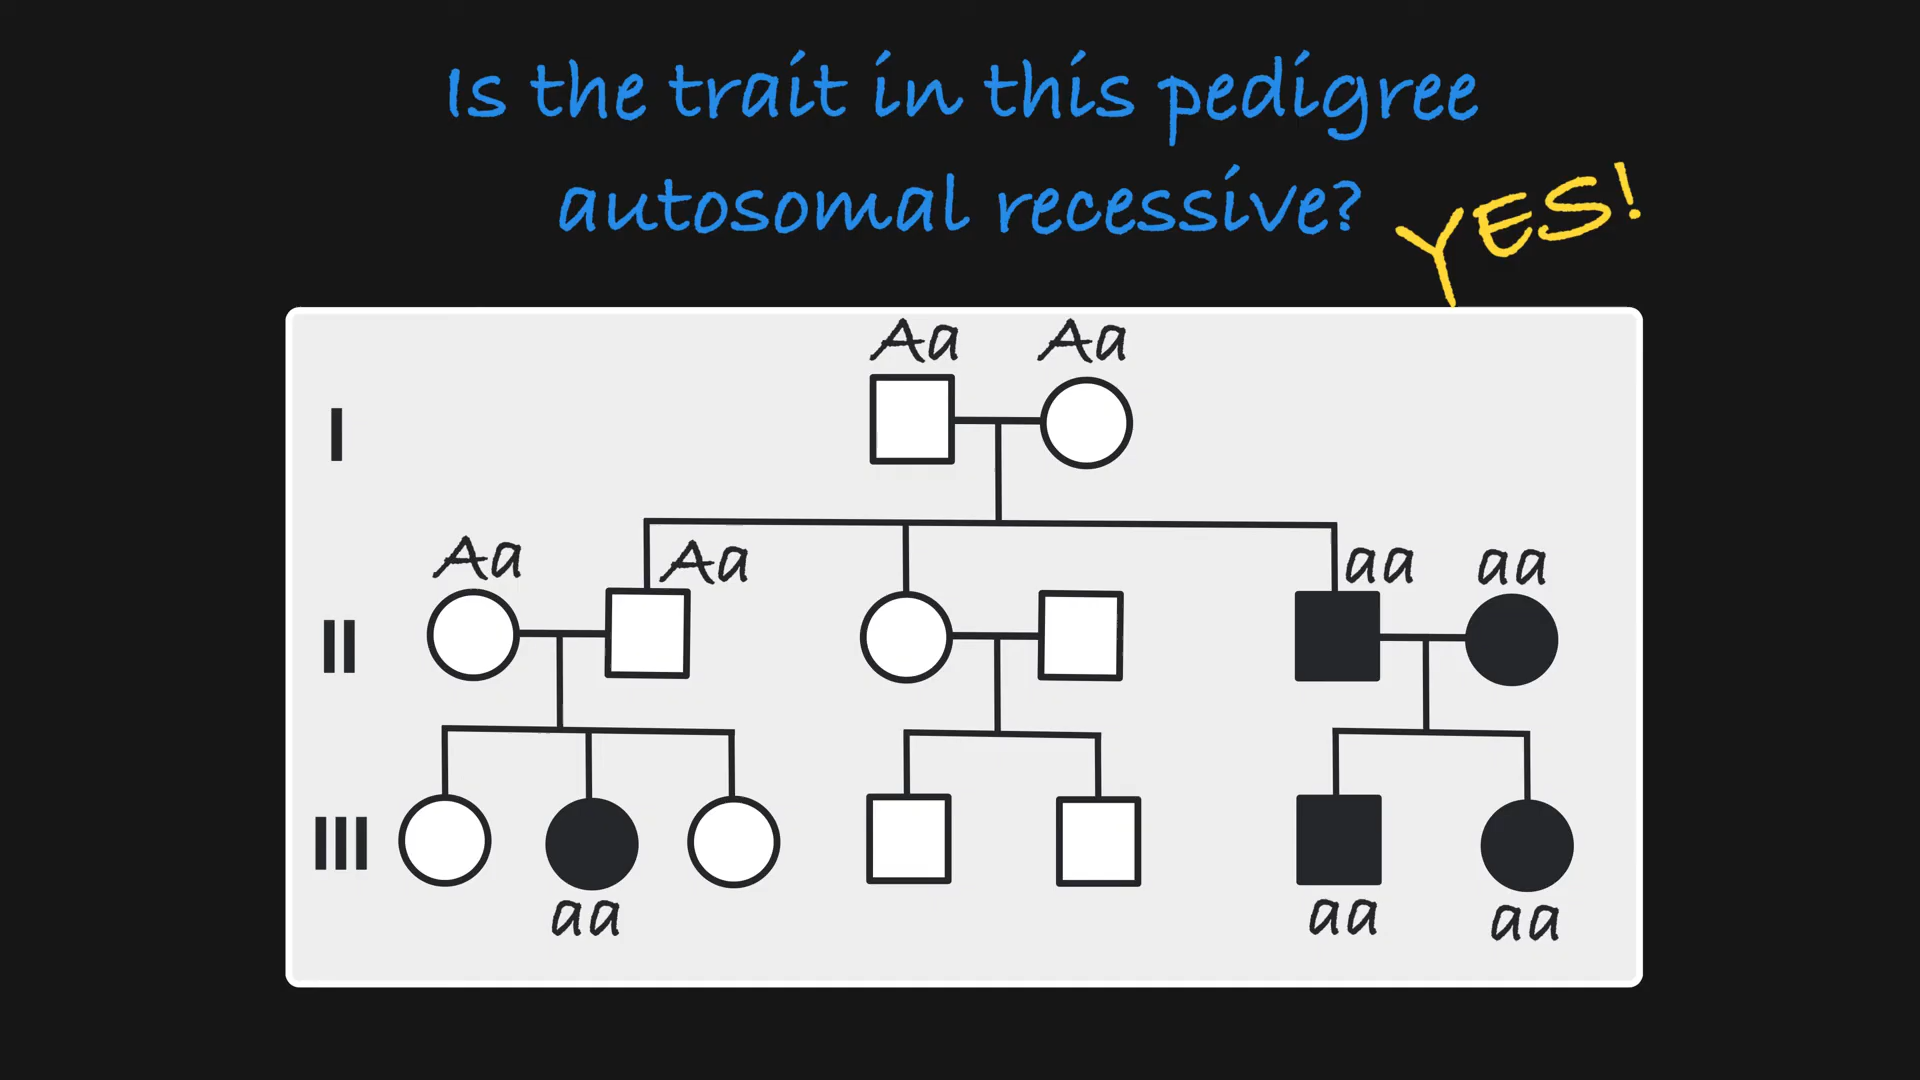 Is the trait in this pedigree
autosomal recessive?
YES!
Aa Aa
I
Aa Aa aa aa
II
III
aa aa aa